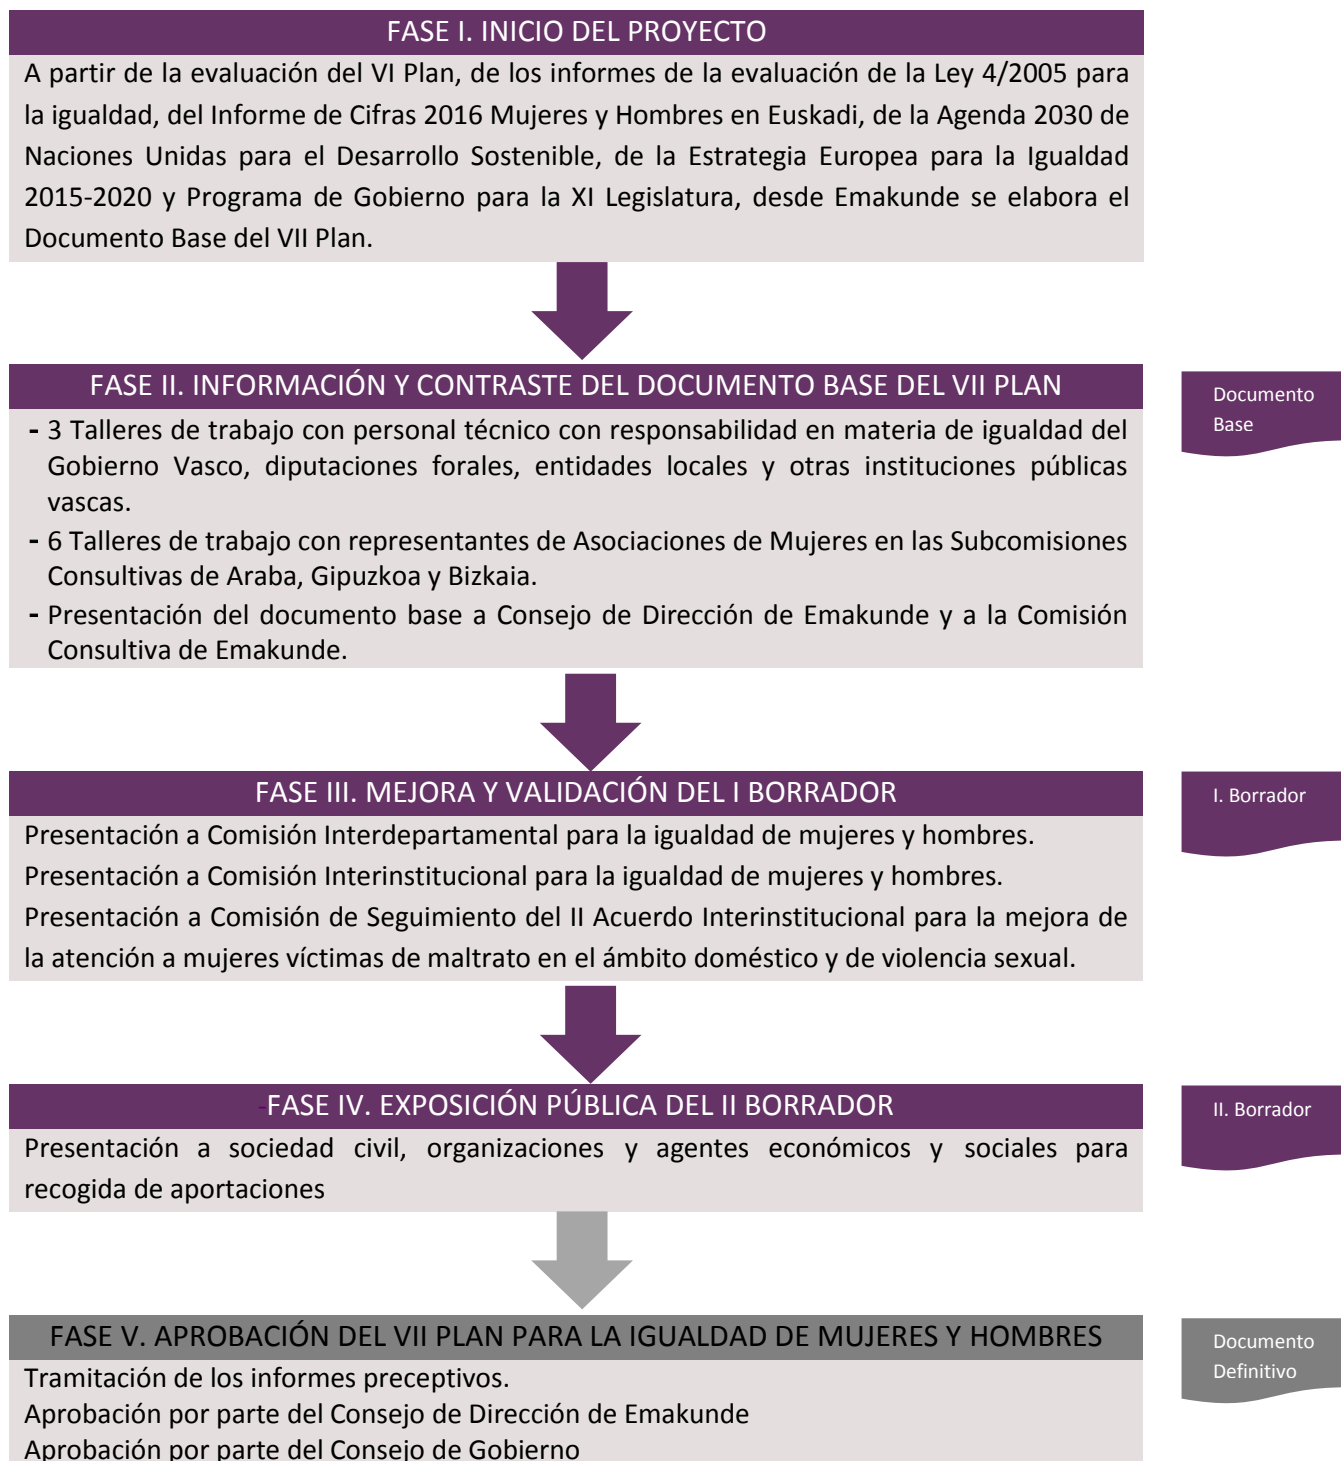 FASE I. INICIO DEL PROYECTO
A partir de la evaluación del VI Plan, de los informes de la evaluación de la Ley 4/2005 para
la igualdad, del Informe de Cifras 2016 Mujeres y Hombres en Euskadi, de la Agenda 2030 de
Naciones Unidas para el Desarrollo Sostenible, de la Estrategia Europea para la Igualdad
2015-2020 y Programa de Gobierno para la XI Legislatura, desde Emakunde se elabora el
Documento Base del VII Plan.
FASE II. INFORMACIÓN Y CONTRASTE DEL DOCUMENTO BASE DEL VII PLAN
- 3 Talleres de trabajo con personal técnico con responsabilidad en materia de igualdad del
Gobierno Vasco, diputaciones forales, entidades locales y otras instituciones públicas
vascas.
- 6 Talleres de trabajo con representantes de Asociaciones de Mujeres en las Subcomisiones
Consultivas de Araba, Gipuzkoa y Bizkaia.
- Presentación del documento base a Consejo de Dirección de Emakunde y a la Comisión
Consultiva de Emakunde.
Documento
Base
FASE III. MEJORA Y VALIDACIÓN DEL I BORRADOR
Presentación a Comisión Interdepartamental para la igualdad de mujeres y hombres.
Presentación a Comisión Interinstitucional para la igualdad de mujeres y hombres.
Presentación a Comisión de Seguimiento del II Acuerdo Interinstitucional para la mejora de
la atención a mujeres víctimas de maltrato en el ámbito doméstico y de violencia sexual.
I. Borrador
-FASE IV. EXPOSICIÓN PÚBLICA DEL II BORRADOR
Presentación a sociedad civil, organizaciones y agentes económicos y sociales para
recogida de aportaciones
II. Borrador
FASE V. APROBACIÓN DEL VII PLAN PARA LA IGUALDAD DE MUJERES Y HOMBRES
Tramitación de los informes preceptivos.
Aprobación por parte del Consejo de Dirección de Emakunde
Aprobación por parte del Consejo de Gobierno
Documento
Definitivo